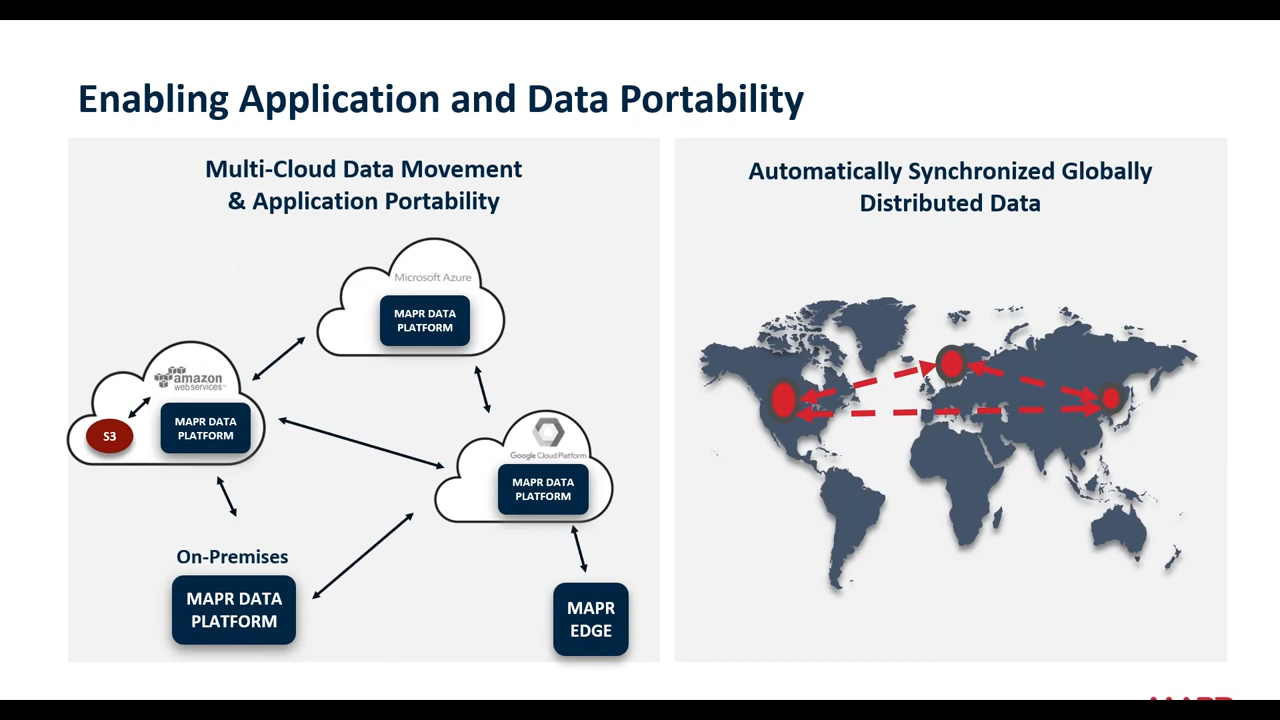 Enabling Application and Data Portability
Multi-Cloud Data Movement
& Application Portability
Microsoft Azure
MAPR DATA
PLATFORM
amazon
webservices™
S3
MAPR DATA
PLATFORM
Google Cloud Platform
MAPR DATA
PLATFORM
On-Premises
MAPR DATA
PLATFORM
MAPR
EDGE
Automatically Synchronized Globally
Distributed Data